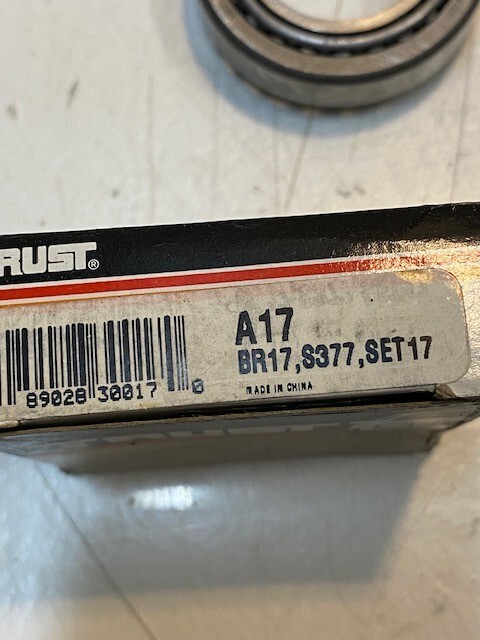 RUST®
A17
BR17,S377,SET17
89028 30017 0
MADE IN CHINA